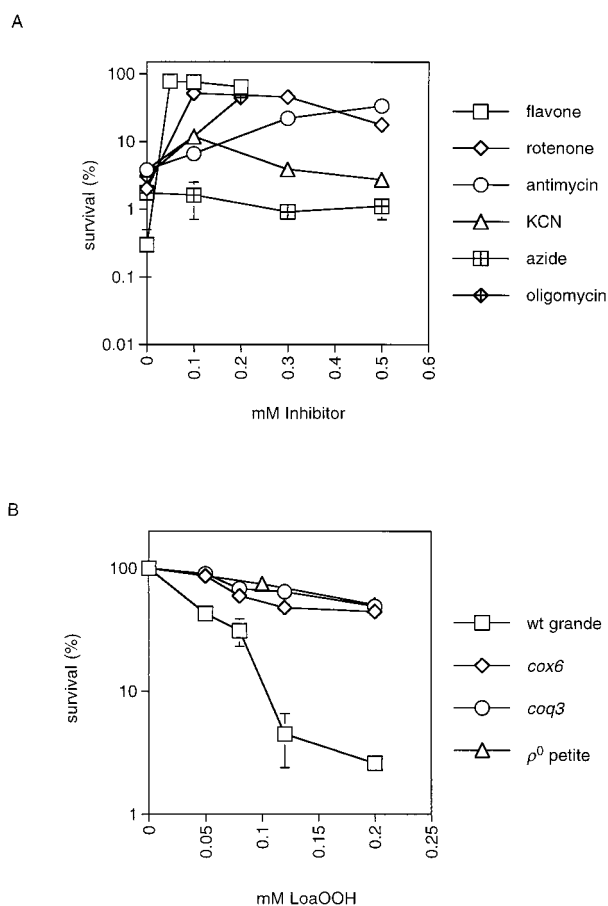 A
survival (%)
100
10
1
0.1
0.01
0
0.1
0.2
0.3
0.4
0.5
0.6
mM Inhibitor
flavone
rotenone
antimycin
KCN
azide
oligomycin
B
survival (%)
100
10
1
0
0.05
0.1
0.15
0.2
0.25
mM LoaOOH
wt grande
cox6
coq3
ρ⁰ petite